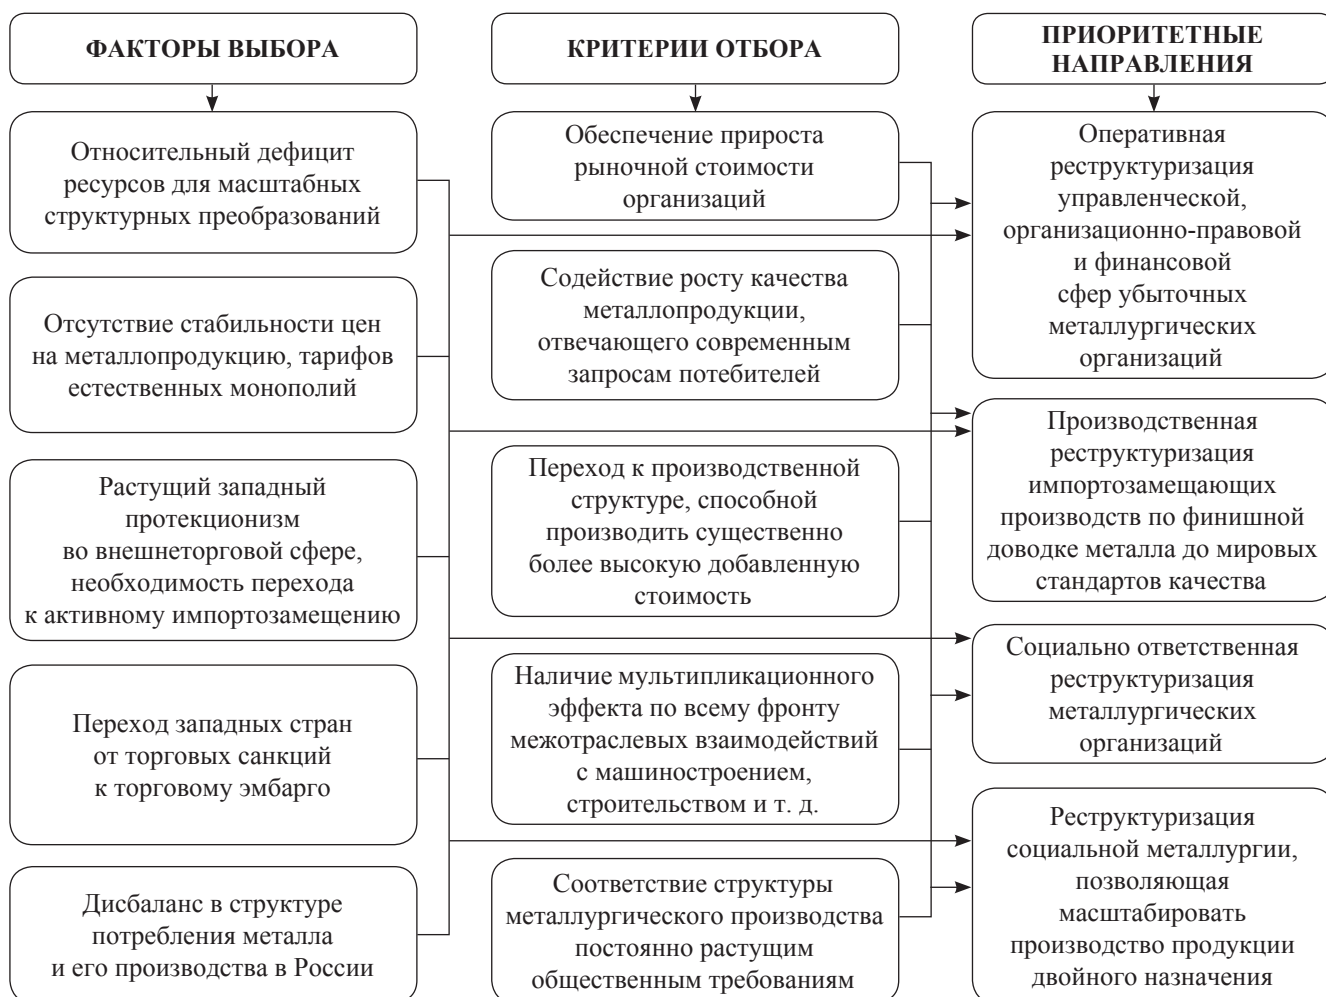 ФАКТОРЫ ВЫБОРА
Относительный дефицит
ресурсов для масштабных
структурных преобразований
Отсутствие стабильности цен
на металлопродукцию, тарифов
естественных монополий
Растущий западный
протекционизм
во внешнеторговой сфере,
необходимость перехода
к активному импортозамещению
Переход западных стран
от торговых санкций
к торговому эмбарго
Дисбаланс в структуре
потребления металла
и его производства в России
КРИТЕРИИ ОТБОРА
Обеспечение прироста
рыночной стоимости
организаций
Содействие росту качества
металлопродукции,
отвечающего современным
запросам потебителей
Переход к производственной
структуре, способной
производить существенно
более высокую добавленную
стоимость
Наличие мультипликационного
эффекта по всему фронту
межотраслевых взаимодействий
с машиностроением,
строительством и т. д.
Соответствие структуры
металлургического производства
постоянно растущим
общественным требованиям
ПРИОРИТЕТНЫЕ
НАПРАВЛЕНИЯ
Оперативная
реструктуризация
управленческой,
организационно-правовой
и финансовой
сфер убыточных
металлургических
организаций
Производственная
реструктуризация
импортозамещающих
производств по финишной
доводке металла до мировых
стандартов качества
Социально ответственная
реструктуризация
металлургических
организаций
Реструктуризация
социальной металлургии,
позволяющая
масштабировать
производство продукции
двойного назначения